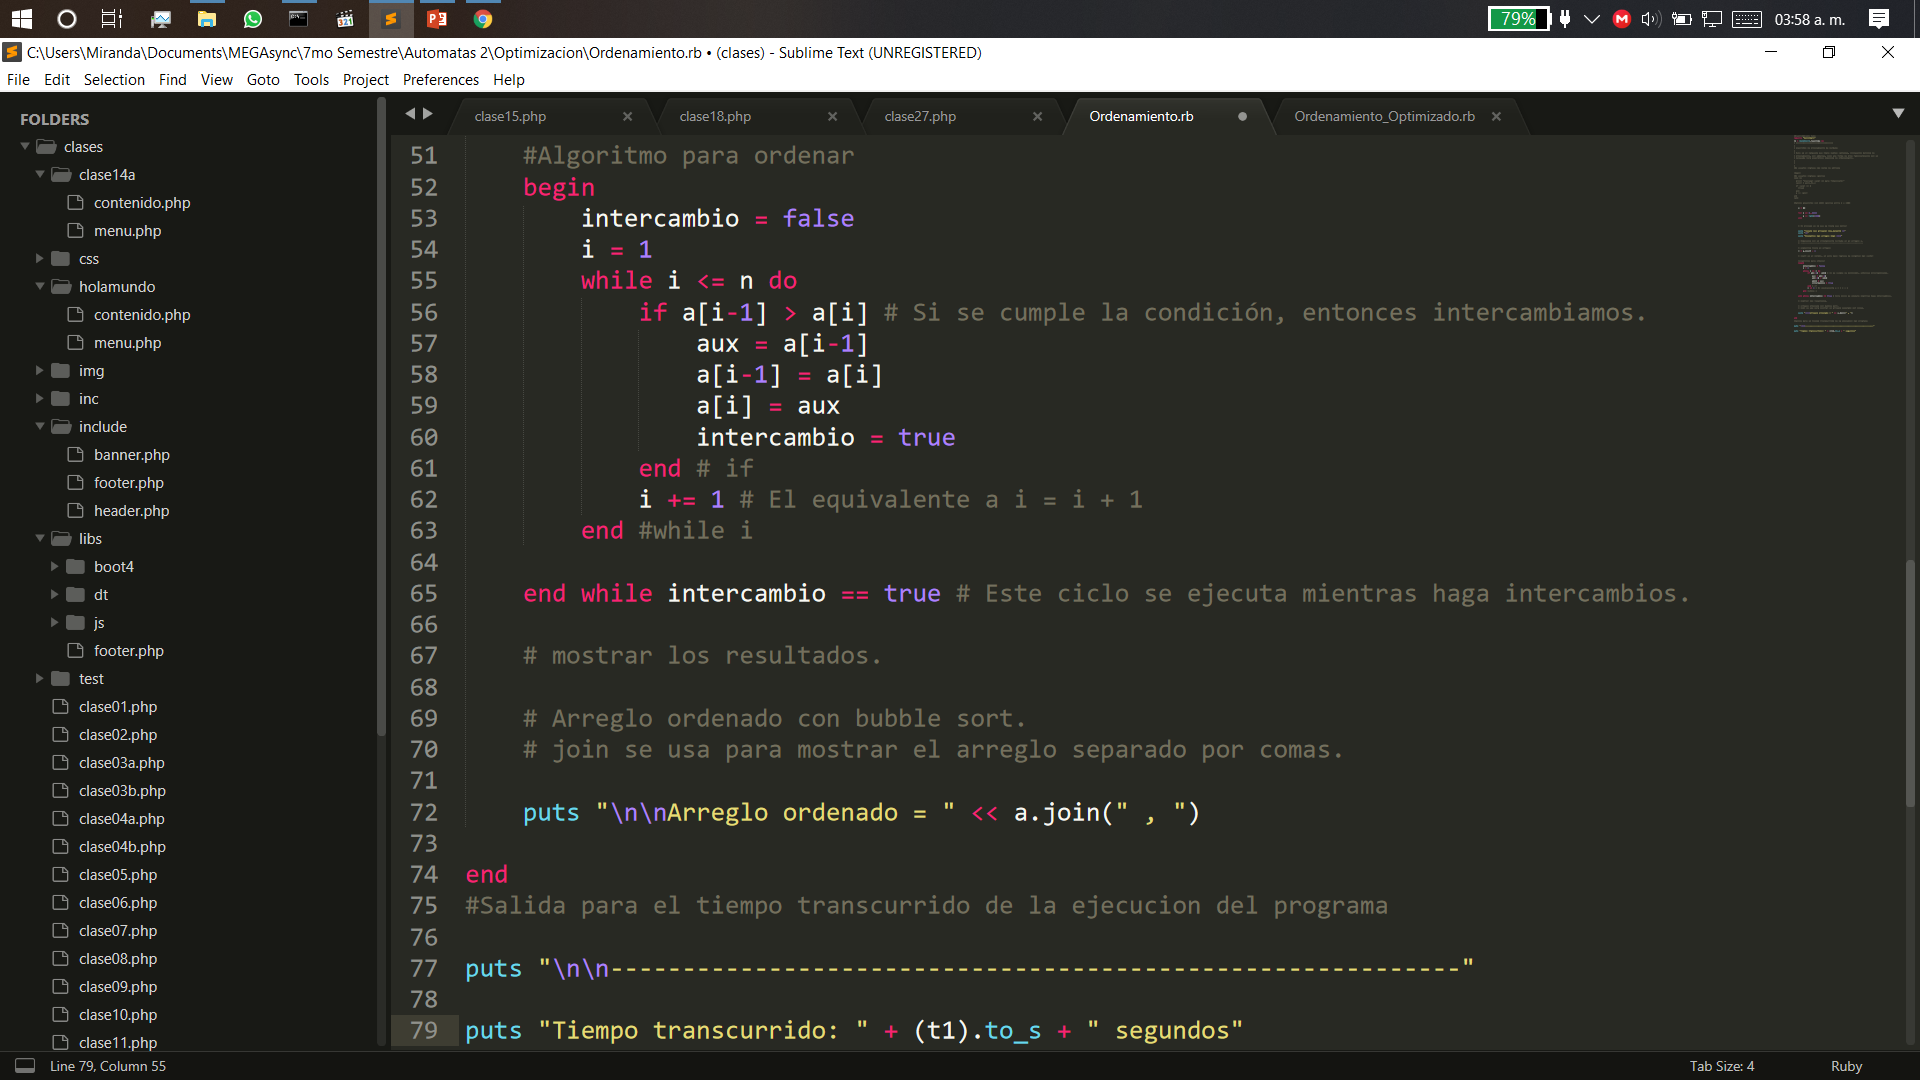 79%
03:58 a. m.
C:\Users\Miranda\Documents\MEGAsync\7mo Semestre\Automatas 2\Optimizacion\Ordenamiento.rb • (clases) - Sublime Text (UNREGISTERED)
File Edit Selection Find View Goto Tools Project Preferences Help
FOLDERS
clases
clase14a
contenido.php
menu.php
css
holamundo
contenido.php
menu.php
img
inc
include
banner.php
footer.php
header.php
libs
boot4
dt
js
footer.php
test
clase01.php
clase02.php
clase03a.php
clase03b.php
clase04a.php
clase04b.php
clase05.php
clase06.php
clase07.php
clase08.php
clase09.php
clase10.php
clase11.php
clase15.php clase18.php clase27.php Ordenamiento.rb Ordenamiento_Optimizado.rb
51 #Algoritmo para ordenar
52 begin
53 intercambio = false
54 i = 1
55 while i <= n do
56 if a[i-1] > a[i] # Si se cumple la condición, entonces intercambiamos.
57 aux = a[i-1]
58 a[i-1] = a[i]
59 a[i] = aux
60 intercambio = true
61 end # if
62 i += 1 # El equivalente a i = i + 1
63 end #while i
64
65 end while intercambio == true # Este ciclo se ejecuta mientras haga intercambios.
66
67 # mostrar los resultados.
68
69 # Arreglo ordenado con bubble sort.
70 # join se usa para mostrar el arreglo separado por comas.
71
72 puts "\n\nArreglo ordenado = " << a.join(" , ")
73
74 end
75 #Salida para el tiempo transcurrido de la ejecucion del programa
76
77 puts "\n\n-----------------------------------------------------------"
78
79 puts "Tiempo transcurrido: " + (t1).to_s + " segundos"
Line 79, Column 55
Tab Size: 4
Ruby